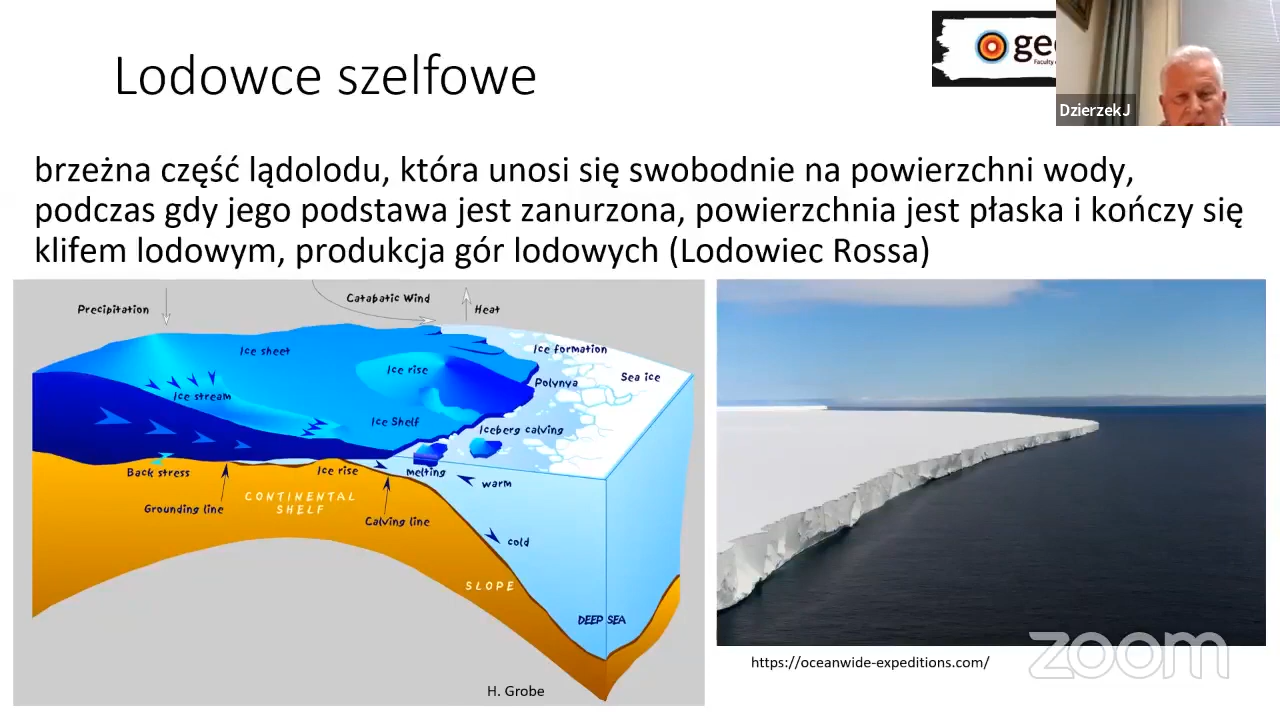 Lodowce szelfowe
ge
Faculty
DzierzekJ
brzeżna część lądolodu, która unosi się swobodnie na powierzchni wody,
podczas gdy jego podstawa jest zanurzona, powierzchnia jest płaska i kończy się
klifem lodowym, produkcja gór lodowych (Lodowiec Rossa)
Precipitation
Catabatic Wind
Heat
Ice sheet
Ice formation
Ice rise
Sea ice
Polynya
Ice stream
Ice Shelf
Iceberg calving
Back stress
Ice rise
melting
warm
Grounding line
CONTINENTAL
SHELF
Calving line
cold
SLOPE
DEEP SEA
H. Grobe
https://oceanwide-expeditions.com/
zoom